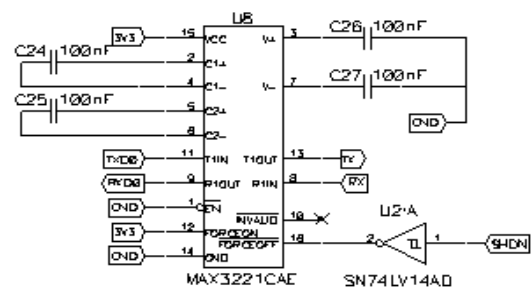 U8
3V3 15 VCC V+ 3 C26 100nF
C24 100nF 2 C1+
4 C1- V- 7 C27 100nF
C25 100nF 5 C2+
6 C2- GND
TXD0 11 T1IN T1OUT 13 TX
RXD0 9 R1OUT R1IN 8 RX
GND 1 EN INVALID 10
3V3 12 FORCEON FORCEOFF 16 2 U2:A 1 SHDN
GND 14 GND
MAX3221CAE SN74LV14AD